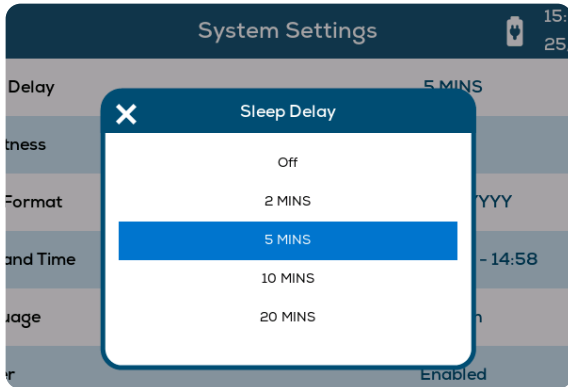 System Settings
15:
25,
Delay
5 MINS
Sleep Delay
tness
Off
2 MINS
Format
YYY
5 MINS
and Time
- 14:58
10 MINS
uage
20 MINS
Enabled